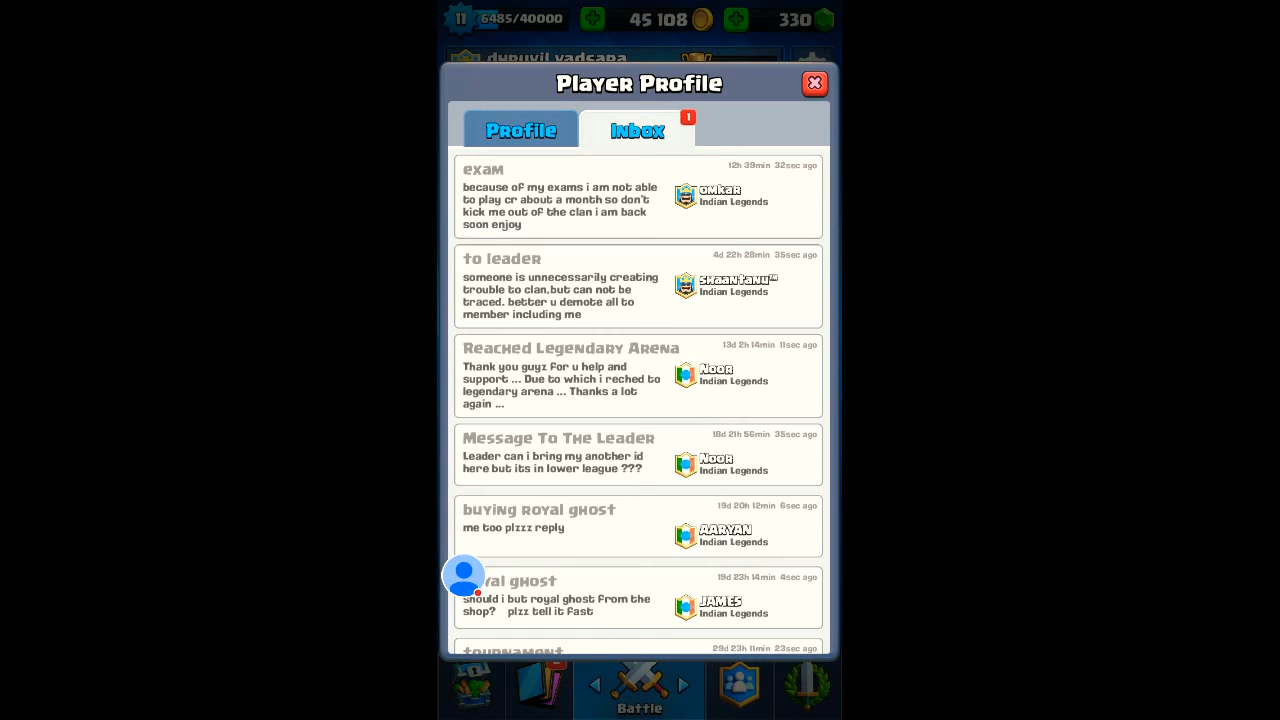 11
6485/40000
45 108
330
Player Profile
Profile
Inbox
1
exam
12h 39min 32sec ago
because of my exams i am not able
to play cr about a month so don't
kick me out of the clan i am back
soon enjoy
omkar
Indian Legends
to leader
4d 22h 28min 35sec ago
someone is unnecessarily creating
trouble to clan,but can not be
traced. better u demote all to
member including me
shaantanu™
Indian Legends
Reached Legendary Arena
13d 2h 14min 11sec ago
Thank you guyz for u help and
support ... Due to which i reched to
legendary arena ... Thanks a lot
again ...
Noor
Indian Legends
Message To The Leader
18d 21h 56min 35sec ago
Leader can i bring my another id
here but its in lower league ???
Noor
Indian Legends
buying royal ghost
19d 20h 12min 6sec ago
me too plzzz reply
AARYAN
Indian Legends
ghost
19d 23h 14min 4sec ago
should i but royal ghost from the
shop? plzz tell it fast
JAMES
Indian Legends
tournament
29d 23h 11min 23sec ago
Battle